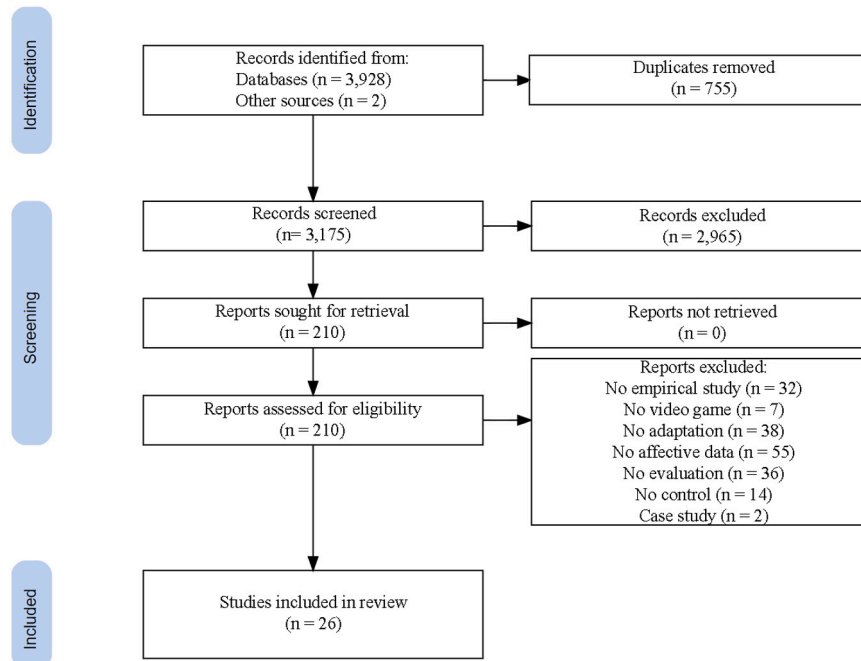 Identification
Records identified from:
Databases (n = 3,928)
Other sources (n = 2)
Duplicates removed
(n = 755)
Screening
Records screened
(n= 3,175)
Records excluded
(n = 2,965)
Reports sought for retrieval
(n = 210)
Reports not retrieved
(n = 0)
Reports assessed for eligibility
(n = 210)
Reports excluded:
No empirical study (n = 32)
No video game (n = 7)
No adaptation (n = 38)
No affective data (n = 55)
No evaluation (n = 36)
No control (n = 14)
Case study (n = 2)
Included
Studies included in review
(n = 26)